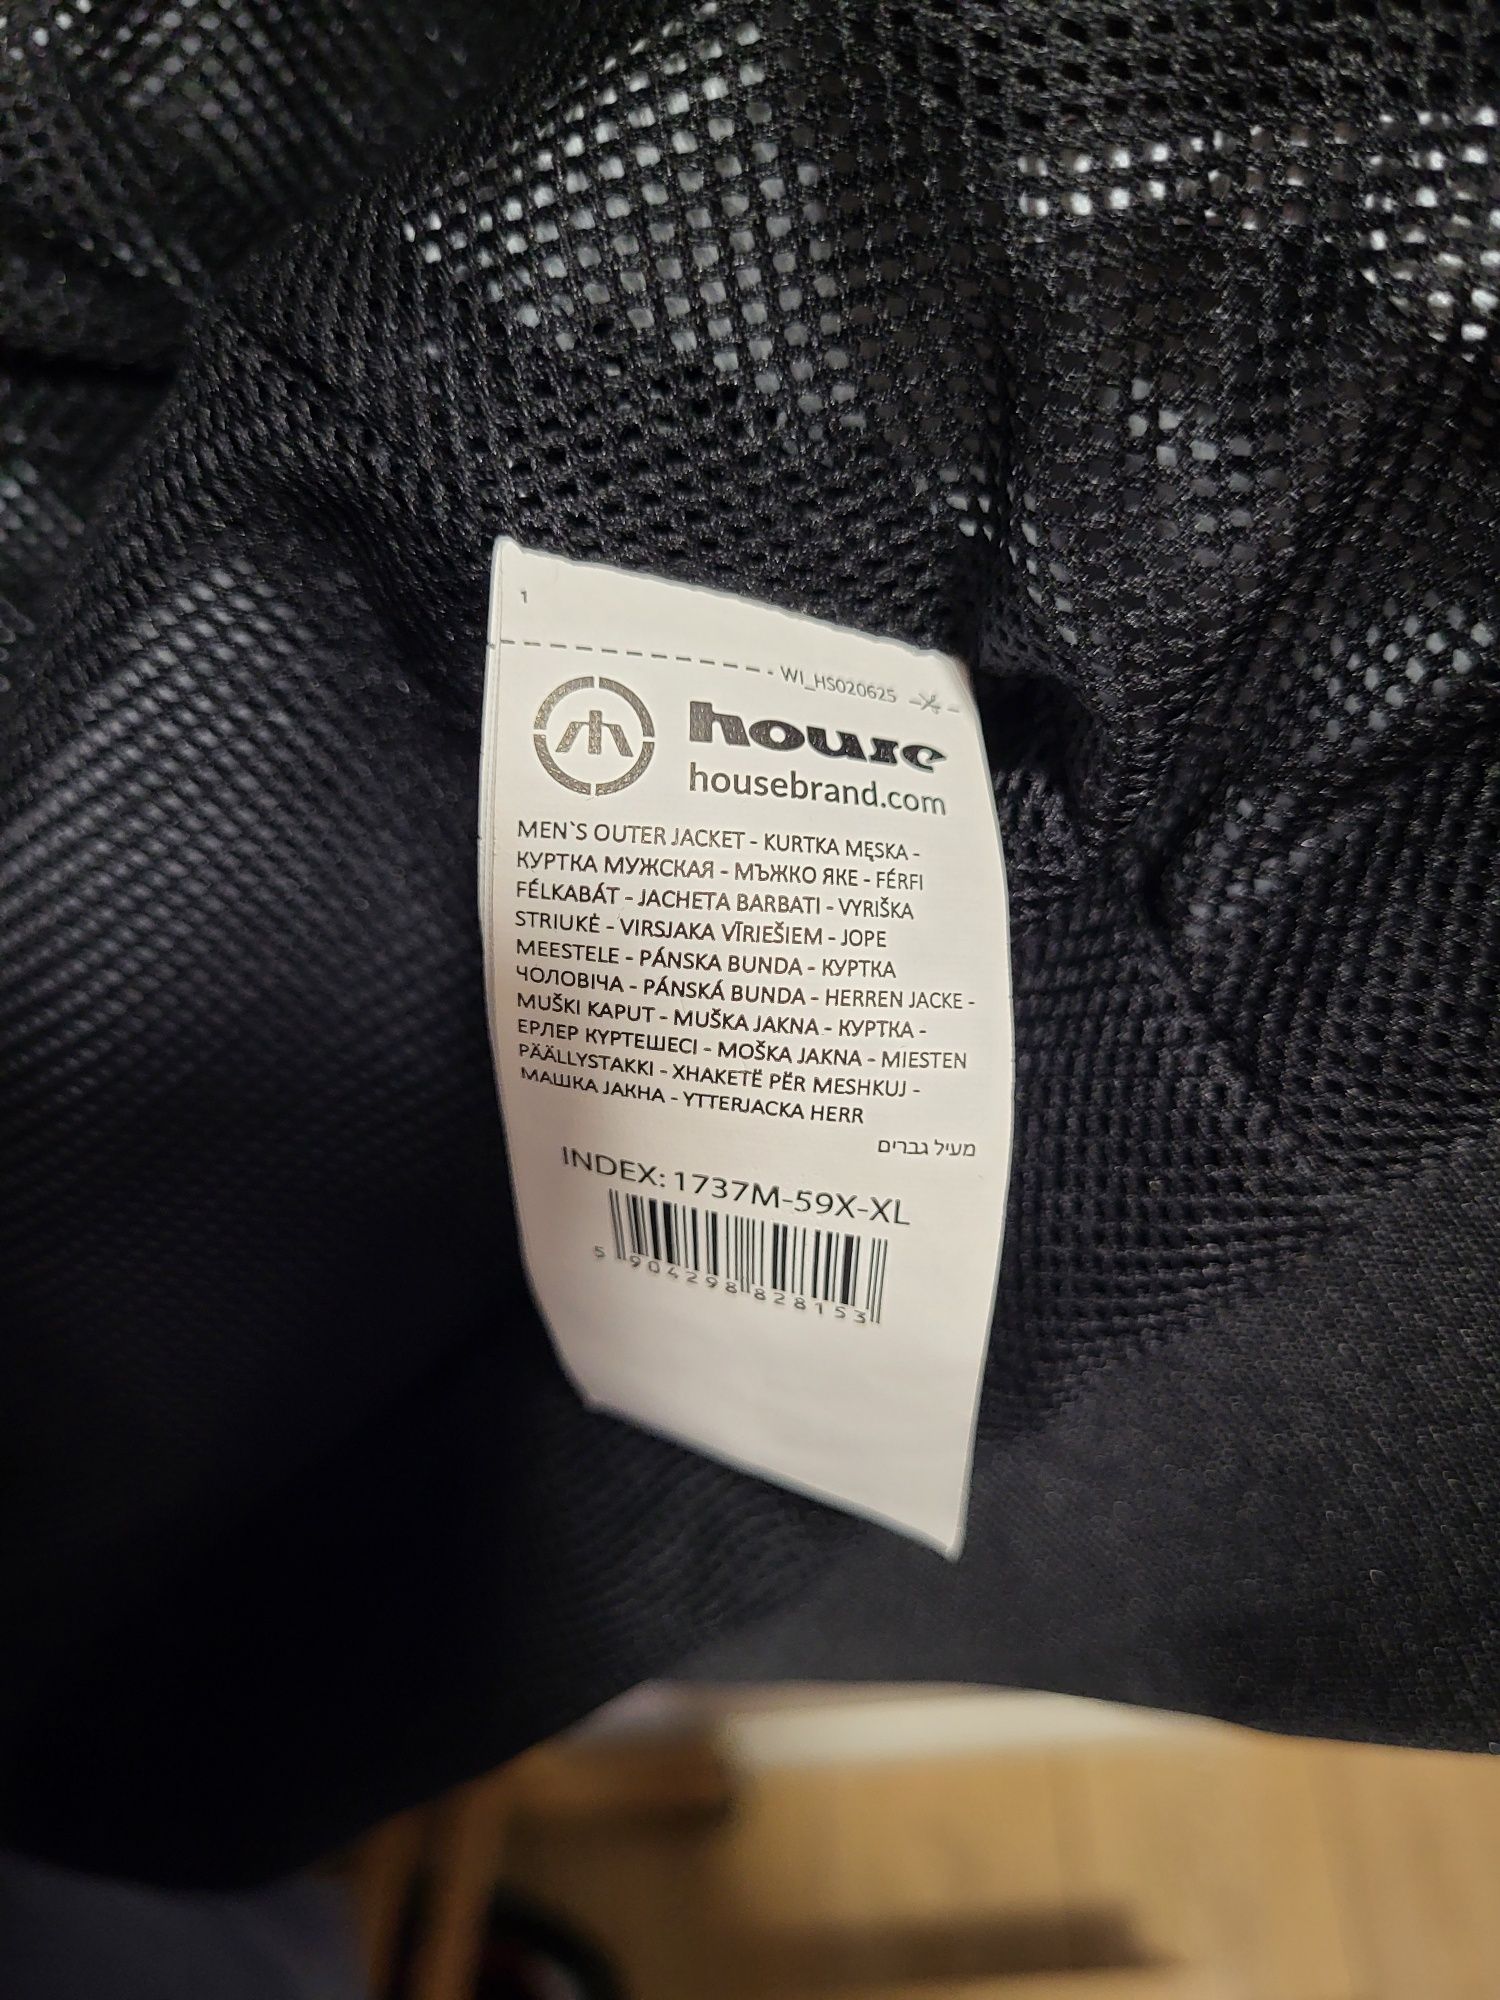 1
WI_HS020625
house
housebrand.com
MEN`S OUTER JACKET - KURTKA MĘSKA -
КУРТКА МУЖСКАЯ - МЪЖКО ЯКЕ - FÉRFI
FÉLKABÁT - JACHETA BARBATI - VYRIŠKA
STRIUKĖ - VIRSJAKA VĪRIEŠIEM - JOPE
MEESTELE - PÁNSKA BUNDA - КУРТКА
ЧОЛОВІЧА - PÁNSKÁ BUNDA - HERREN JACKE -
MUŠKI KAPUT - MUŠKA JAKNA - КУРТКА -
ЕРЛЕР КУРТЕШЕСІ - MOŠKA JAKNA - MIESTEN
PÄÄLLYSTAKKI - XHAKETË PËR MESHKUJ -
МАШКА ЈАКНА - YTTERJACKA HERR
מעיל גברים
INDEX: 1737M-59X-XL
5 904298 828153